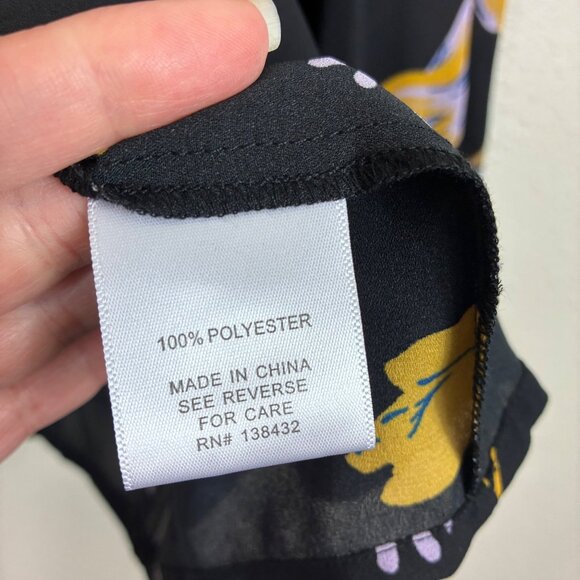 100% POLYESTER
MADE IN CHINA
SEE REVERSE
FOR CARE
RN# 138432